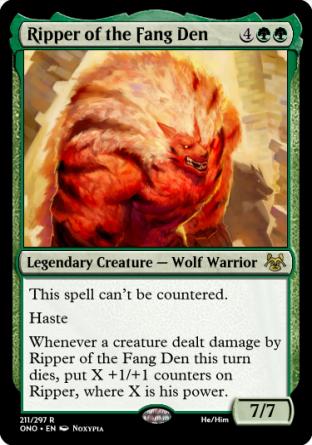 Ripper of the Fang Den 4
Legendary Creature — Wolf Warrior
This spell can't be countered.
Haste
Whenever a creature dealt damage by
Ripper of the Fang Den this turn
dies, put X +1/+1 counters on
Ripper, where X is his power.
7/7
211/297 R He/Him
ONO • EN Noxypia